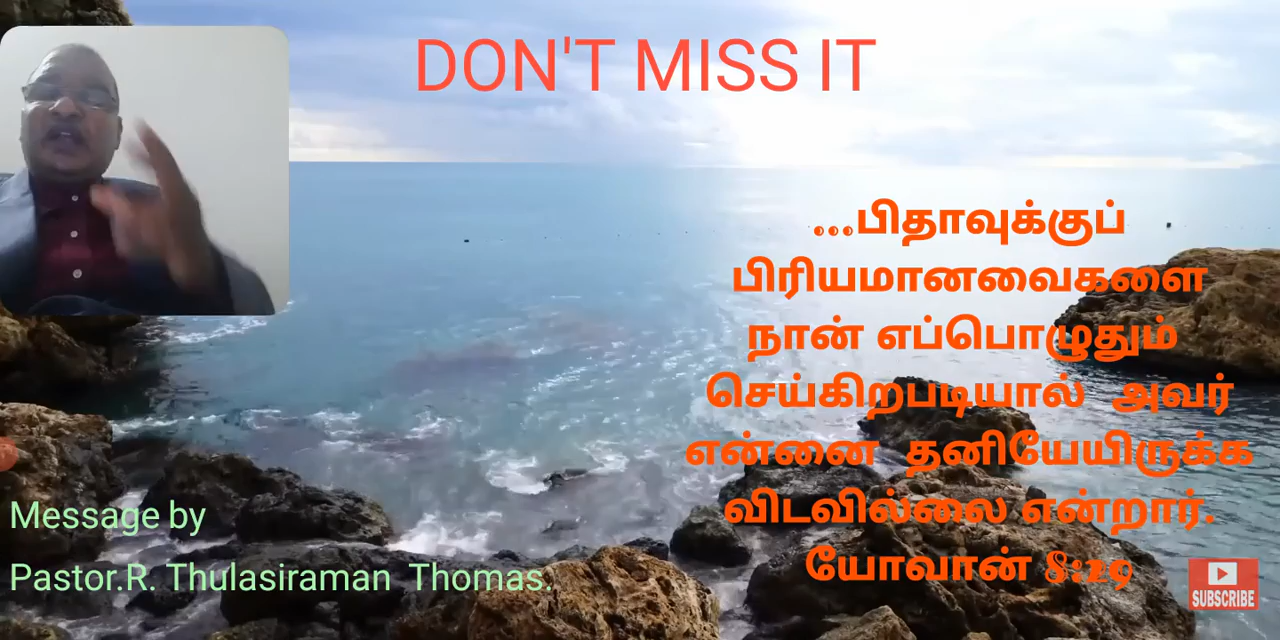 DON'T MISS IT
...பிதாவுக்குப்
பிரியமானவைகளை
நான் எப்பொழுதும்
செய்கிறபடியால் அவர்
என்னை தனியேயிருக்க
விடவில்லை என்றார்.
யோவான் 8:29
Message by
Pastor.R. Thulasiraman Thomas.
SUBSCRIBE